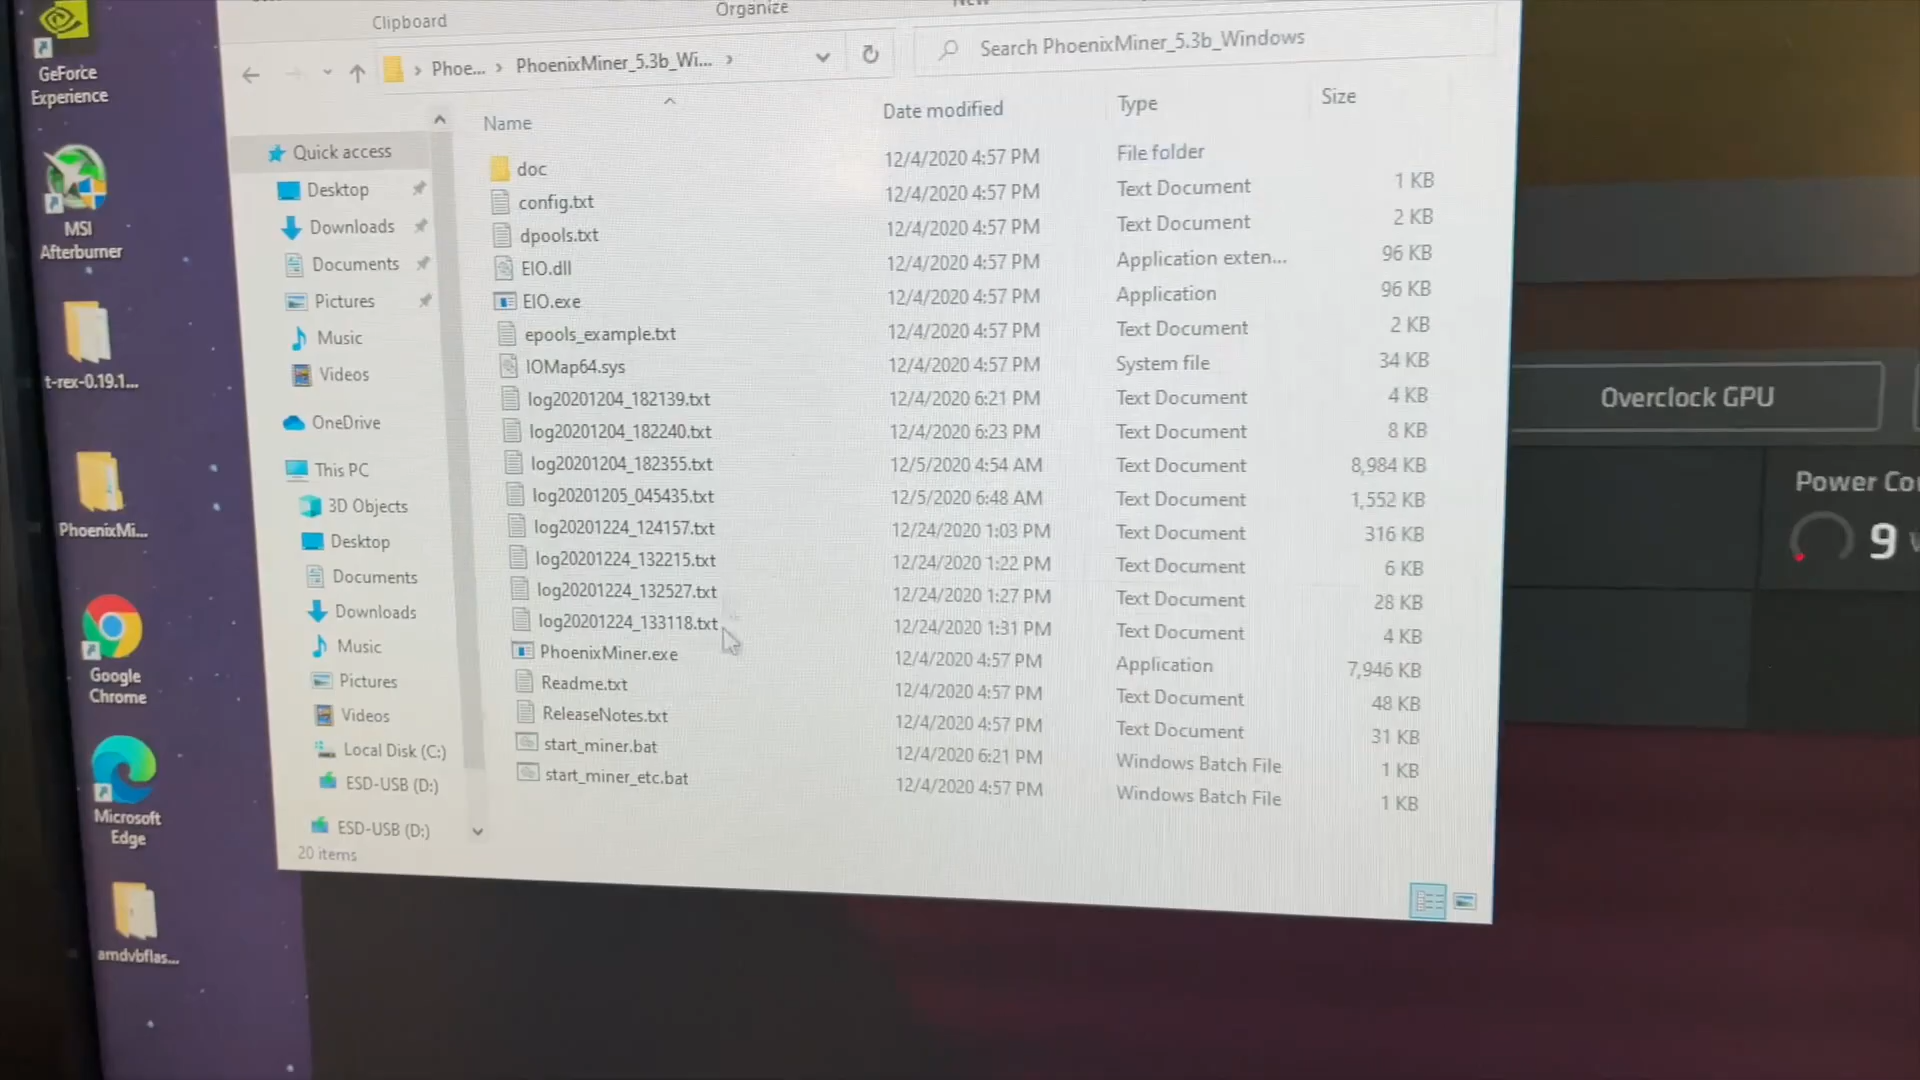 Clipboard
Organize
Phoe... > PhoenixMiner_5.3b_Wi... >
Search PhoenixMiner_5.3b_Windows
Name
Date modified
Type
Size
doc 12/4/2020 4:57 PM File folder
config.txt 12/4/2020 4:57 PM Text Document 1 KB
dpools.txt 12/4/2020 4:57 PM Text Document 2 KB
EIO.dll 12/4/2020 4:57 PM Application exten... 96 KB
EIO.exe 12/4/2020 4:57 PM Application 96 KB
epools_example.txt 12/4/2020 4:57 PM Text Document 2 KB
IOMap64.sys 12/4/2020 4:57 PM System file 34 KB
log20201204_182139.txt 12/4/2020 6:21 PM Text Document 4 KB
log20201204_182240.txt 12/4/2020 6:23 PM Text Document 8 KB
log20201204_182355.txt 12/5/2020 4:54 AM Text Document 8,984 KB
log20201205_045435.txt 12/5/2020 6:48 AM Text Document 1,552 KB
log20201224_124157.txt 12/24/2020 1:03 PM Text Document 316 KB
log20201224_132215.txt 12/24/2020 1:22 PM Text Document 6 KB
log20201224_132527.txt 12/24/2020 1:27 PM Text Document 28 KB
log20201224_133118.txt 12/24/2020 1:31 PM Text Document 4 KB
PhoenixMiner.exe 12/4/2020 4:57 PM Application 7,946 KB
Readme.txt 12/4/2020 4:57 PM Text Document 48 KB
ReleaseNotes.txt 12/4/2020 4:57 PM Text Document 31 KB
start_miner.bat 12/4/2020 6:21 PM Windows Batch File 1 KB
start_miner_etc.bat 12/4/2020 4:57 PM Windows Batch File 1 KB
Quick access
Desktop
Downloads
Documents
Pictures
Music
Videos
OneDrive
This PC
3D Objects
Desktop
Documents
Downloads
Music
Pictures
Videos
Local Disk (C:)
ESD-USB (D:)
ESD-USB (D:)
20 items
GeForce
Experience
MSI
Afterburner
t-rex-0.19.1...
PhoenixMi...
Google
Chrome
Microsoft
Edge
amdvbflas...
Overclock GPU
Power Co
9